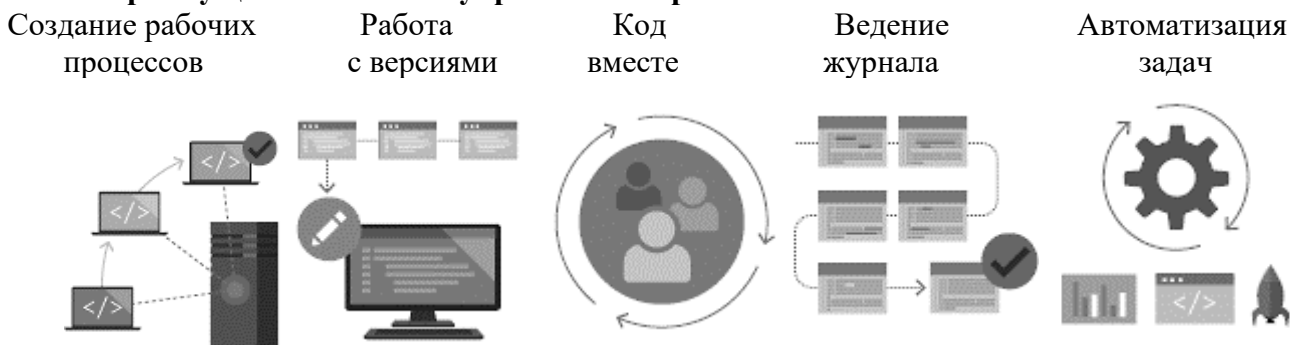 Создание рабочих процессов
Работа с версиями
Код вместе
Ведение журнала
Автоматизация задач
</>
</>
</>
</>